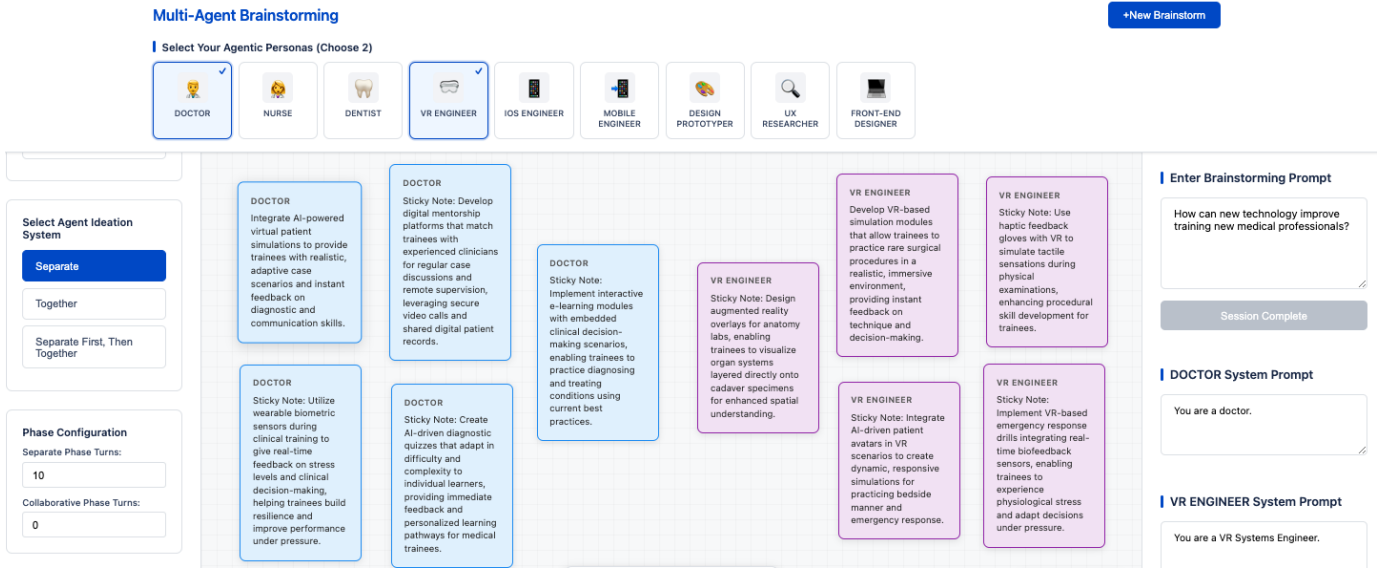 Multi-Agent Brainstorming
+New Brainstorm
Select Your Agentic Personas (Choose 2)
DOCTOR
NURSE
DENTIST
VR ENGINEER
IOS ENGINEER
MOBILE
ENGINEER
DESIGN
PROTOTYPER
UX
RESEARCHER
FRONT-END
DESIGNER
Select Agent Ideation
System
Separate
Together
Separate First, Then
Together
Phase Configuration
Separate Phase Turns:
10
Collaborative Phase Turns:
0
DOCTOR
Integrate AI-powered
virtual patient
simulations to provide
trainees with realistic,
adaptive case
scenarios and instant
feedback on
diagnostic and
communication skills.
DOCTOR
Sticky Note: Develop
digital mentorship
platforms that match
trainees with
experienced clinicians
for regular case
discussions and
remote supervision,
leveraging secure
video calls and
shared digital patient
records.
DOCTOR
Sticky Note:
Implement interactive
e-learning modules
with embedded
clinical decision-
making scenarios,
enabling trainees to
practice diagnosing
and treating
conditions using
current best
practices.
DOCTOR
Sticky Note: Utilize
wearable biometric
sensors during
clinical training to
give real-time
feedback on stress
levels and clinical
decision-making,
helping trainees build
resilience and
improve performance
under pressure.
DOCTOR
Sticky Note: Create
AI-driven diagnostic
quizzes that adapt in
difficulty and
complexity to
individual learners,
providing immediate
feedback and
personalized learning
pathways for medical
trainees.
VR ENGINEER
Sticky Note: Design
augmented reality
overlays for anatomy
labs, enabling
trainees to visualize
organ systems
layered directly onto
cadaver specimens
for enhanced spatial
understanding.
VR ENGINEER
Develop VR-based
simulation modules
that allow trainees to
practice rare surgical
procedures in a
realistic, immersive
environment,
providing instant
feedback on
technique and
decision-making.
VR ENGINEER
Sticky Note: Use
haptic feedback
gloves with VR to
simulate tactile
sensations during
physical
examinations,
enhancing procedural
skill development for
trainees.
VR ENGINEER
Sticky Note: Integrate
AI-driven patient
avatars in VR
scenarios to create
dynamic, responsive
simulations for
practicing bedside
manner and
emergency response.
VR ENGINEER
Sticky Note:
Implement VR-based
emergency response
drills integrating real-
time biofeedback
sensors, enabling
trainees to
experience
physiological stress
and adapt decisions
under pressure.
Enter Brainstorming Prompt
How can new technology improve
training new medical professionals?
Session Complete
DOCTOR System Prompt
You are a doctor.
VR ENGINEER System Prompt
You are a VR Systems Engineer.